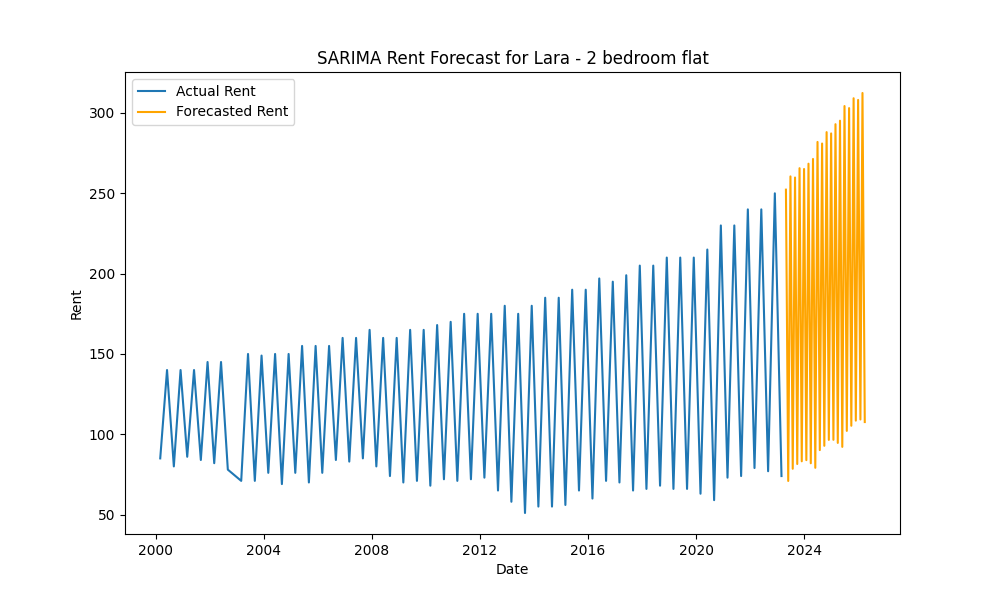 SARIMA Rent Forecast for Lara - 2 bedroom flat
Actual Rent
Forecasted Rent
300
250
200
150
100
50
Rent
2000 2004 2008 2012 2016 2020 2024
Date